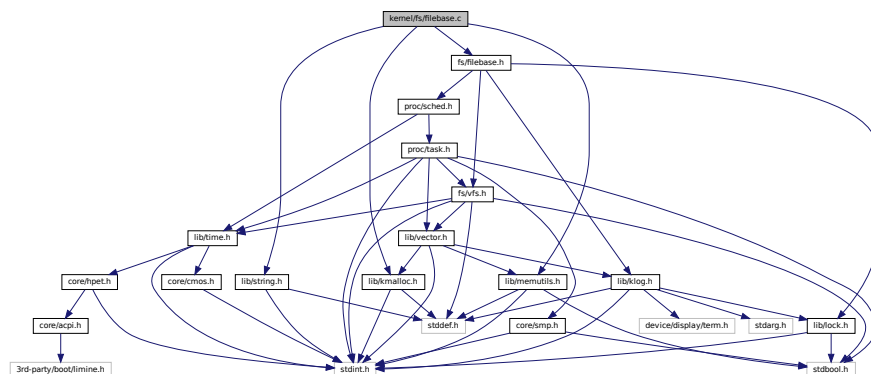 kernel/fs/filebase.c
fs/filebase.h
proc/sched.h
proc/task.h
fs/vfs.h
lib/time.h
lib/vector.h
core/hpet.h
core/cmos.h
lib/string.h
lib/kmalloc.h
lib/memutils.h
lib/klog.h
core/acpi.h
stddef.h
core/smp.h
device/display/term.h
stdarg.h
lib/lock.h
3rd-party/boot/limine.h
stdint.h
stdbool.h